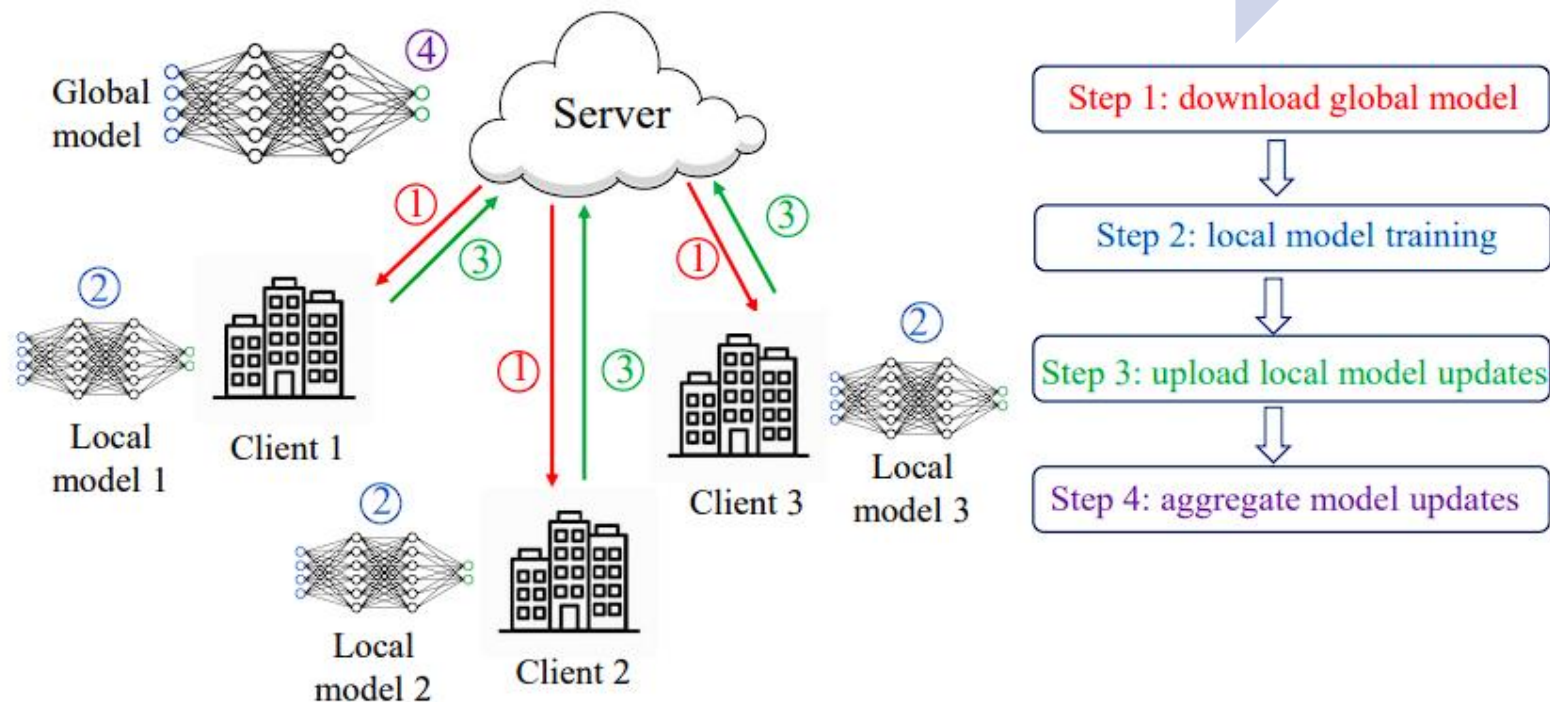 Global
model
④
Server
①
③
①
③
①
③
②
Local
model 1
Client 1
②
Local
model 2
Client 2
Client 3
②
Local
model 3
Step 1: download global model
Step 2: local model training
Step 3: upload local model updates
Step 4: aggregate model updates